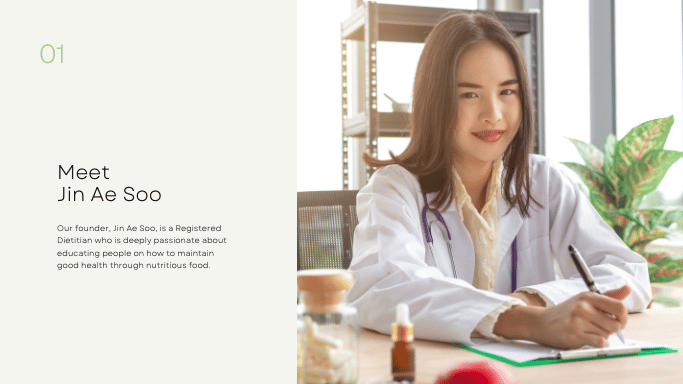 01
Meet
Jin Ae Soo
Our founder, Jin Ae Soo, is a Registered
Dietitian who is deeply passionate about
educating people on how to maintain
good health through nutritious food.